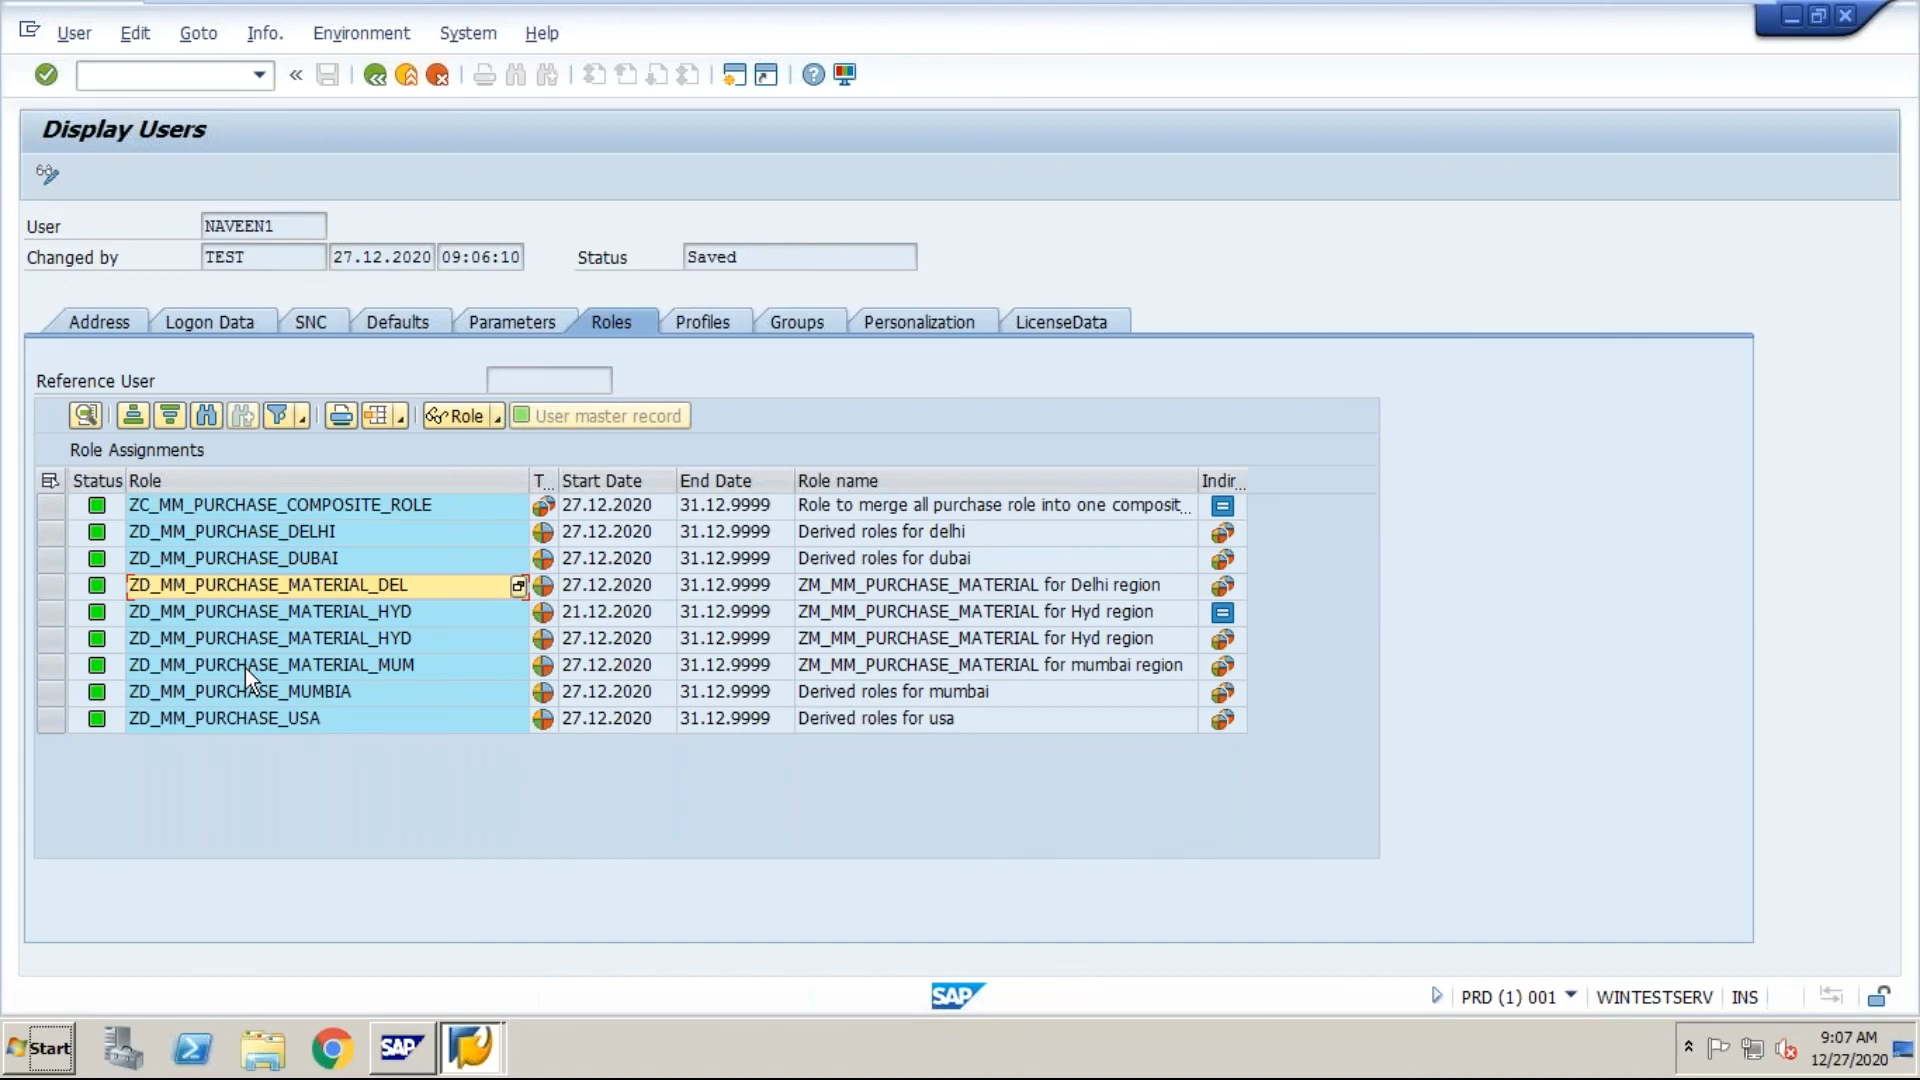 User Edit Goto Info. Environment System Help
Display Users
User NAVEEN1
Changed by TEST 27.12.2020 09:06:10 Status Saved
Address Logon Data SNC Defaults Parameters Roles Profiles Groups Personalization LicenseData
Reference User
Role User master record
Role Assignments
Status Role T... Start Date End Date Role name Indir...
ZC_MM_PURCHASE_COMPOSITE_ROLE 27.12.2020 31.12.9999 Role to merge all purchase role into one composit...
ZD_MM_PURCHASE_DELHI 27.12.2020 31.12.9999 Derived roles for delhi
ZD_MM_PURCHASE_DUBAI 27.12.2020 31.12.9999 Derived roles for dubai
ZD_MM_PURCHASE_MATERIAL_DEL 27.12.2020 31.12.9999 ZM_MM_PURCHASE_MATERIAL for Delhi region
ZD_MM_PURCHASE_MATERIAL_HYD 21.12.2020 31.12.9999 ZM_MM_PURCHASE_MATERIAL for Hyd region
ZD_MM_PURCHASE_MATERIAL_HYD 27.12.2020 31.12.9999 ZM_MM_PURCHASE_MATERIAL for Hyd region
ZD_MM_PURCHASE_MATERIAL_MUM 27.12.2020 31.12.9999 ZM_MM_PURCHASE_MATERIAL for mumbai region
ZD_MM_PURCHASE_MUMBIA 27.12.2020 31.12.9999 Derived roles for mumbai
ZD_MM_PURCHASE_USA 27.12.2020 31.12.9999 Derived roles for usa
SAP PRD (1) 001 WINTESTSERV INS
Start SAP 9:07 AM
12/27/2020